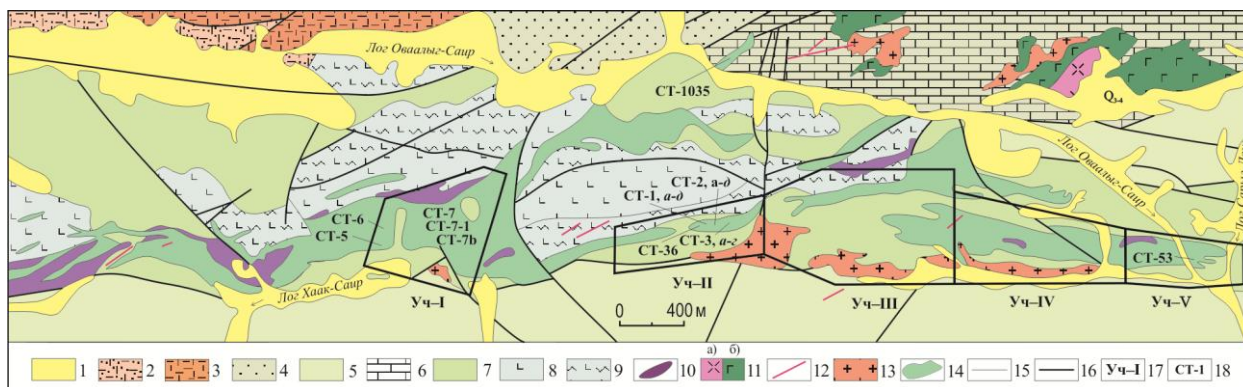 Лог Оваалыг-Саир
СТ-1035
Q3-4
Лог Оваалыг-Саир
СТ-2, а-д
СТ-1, а-д
СТ-6
СТ-5
СТ-7
СТ-7-1
СТ-7b
СТ-3, а-г
СТ-36
СТ-53
Лог Хаак-Саир
Уч–I
Уч–II
Уч–III
Уч–IV
Уч–V
0 400 м
а) б)
1 2 3 4 5 6 7 8 9 10 11 12 13 14 15 16 Уч–I 17 СТ-1 18